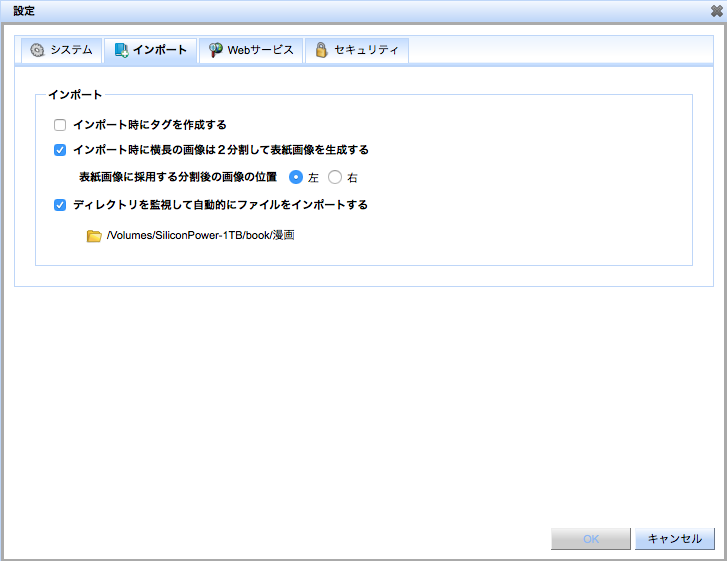 設定
システム
インポート
Webサービス
セキュリティ
インポート
インポート時にタグを作成する
インポート時に横長の画像は２分割して表紙画像を生成する
表紙画像に採用する分割後の画像の位置 左 右
ディレクトリを監視して自動的にファイルをインポートする
/Volumes/SiliconPower-1TB/book/漫画
OK キャンセル